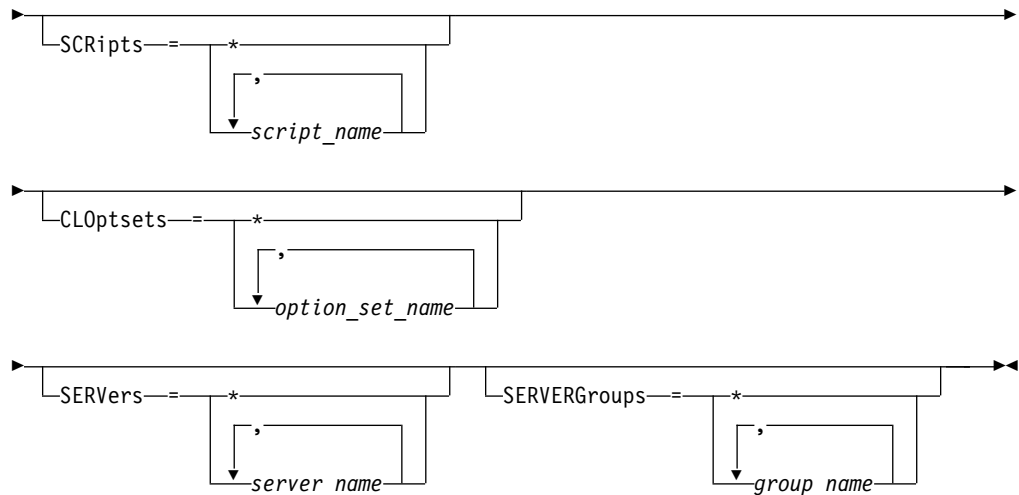 SCRipts = *
,
script_name
CLOptsets = *
,
option_set_name
SERVers = * SERVERGroups = *
, ,
server name group name